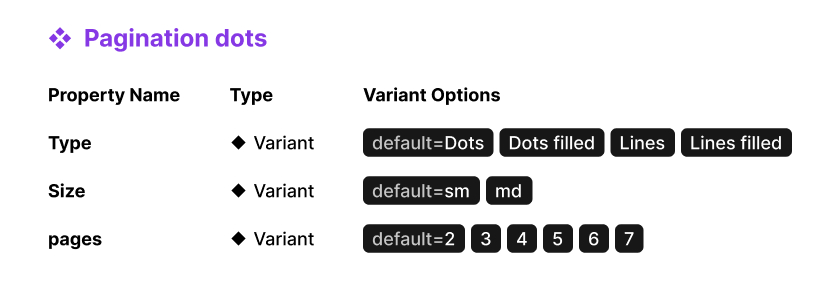 Pagination dots
Property Name Type Variant Options
Type Variant default=Dots Dots filled Lines Lines filled
Size Variant default=sm md
pages Variant default=2 3 4 5 6 7